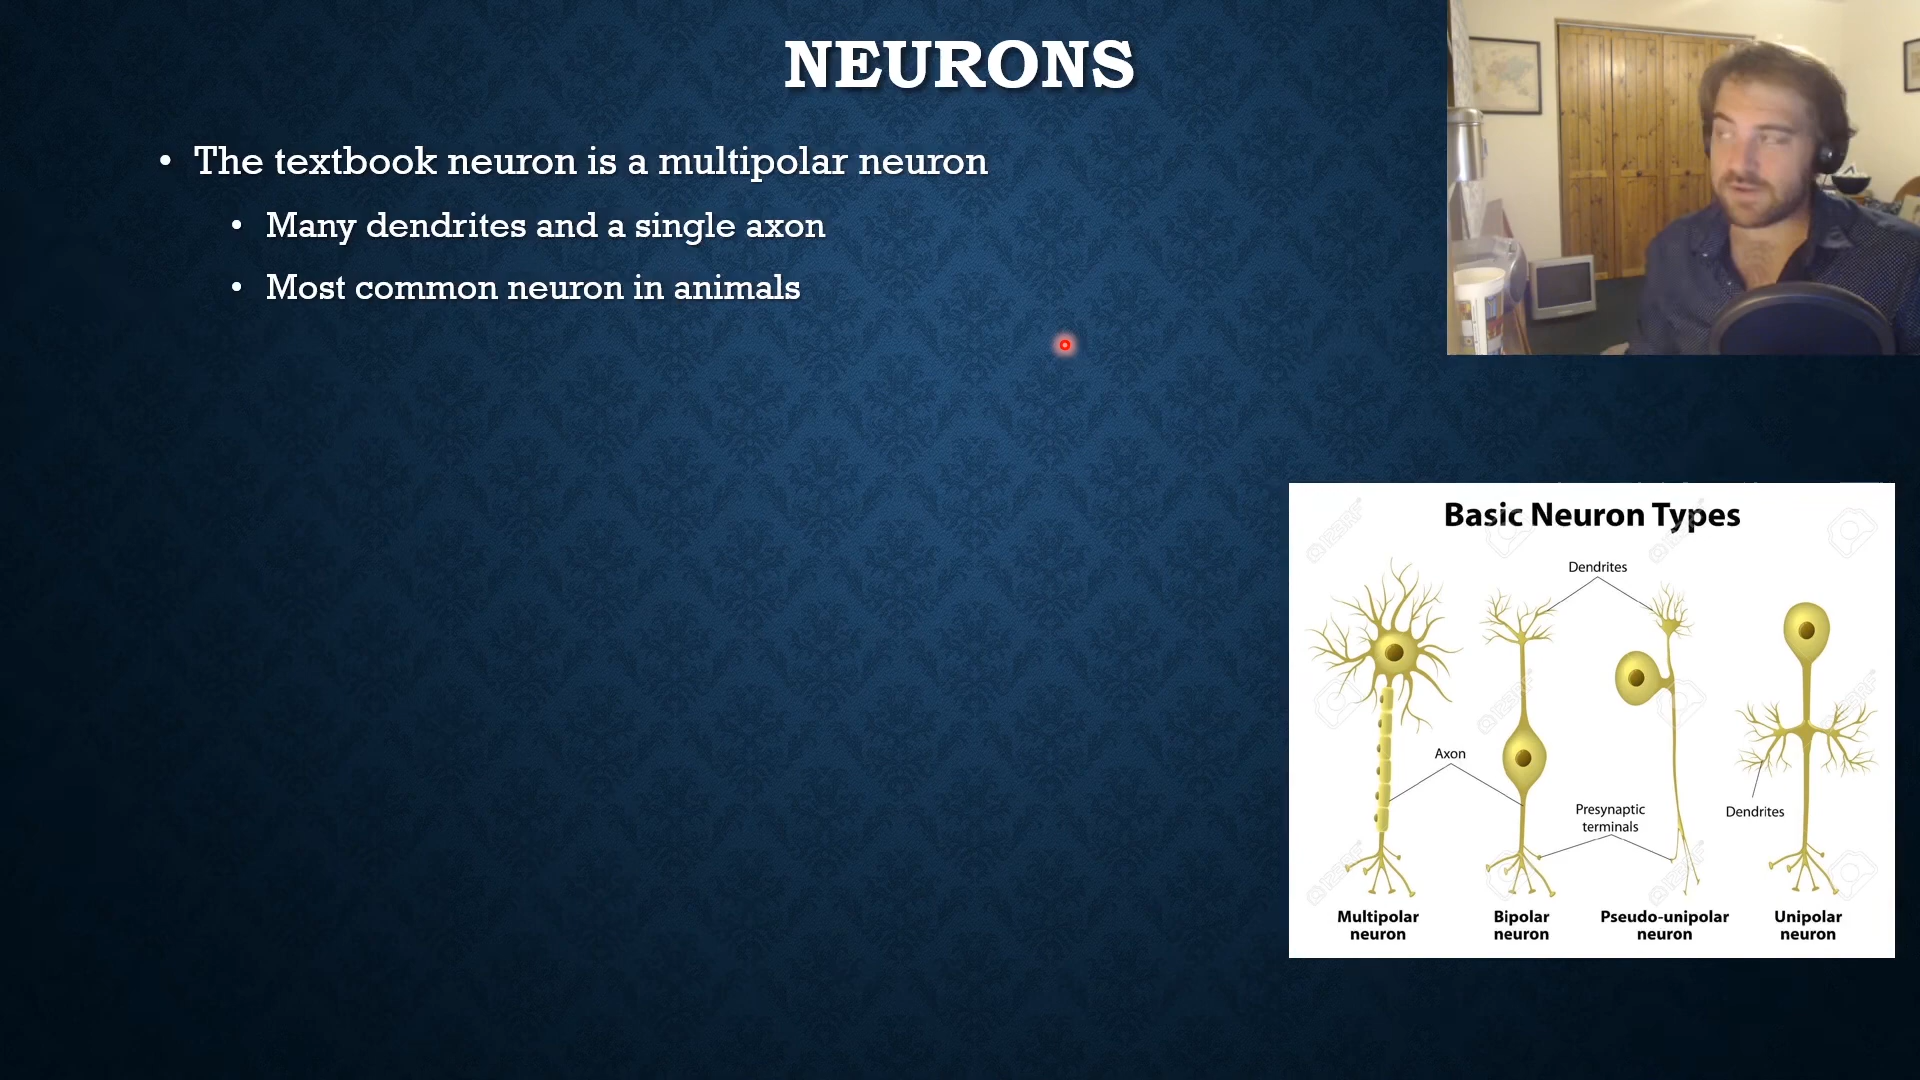 NEURONS
• The textbook neuron is a multipolar neuron
• Many dendrites and a single axon
• Most common neuron in animals
Basic Neuron Types
Dendrites
Axon
Presynaptic
terminals
Dendrites
Multipolar
neuron
Bipolar
neuron
Pseudo-unipolar
neuron
Unipolar
neuron